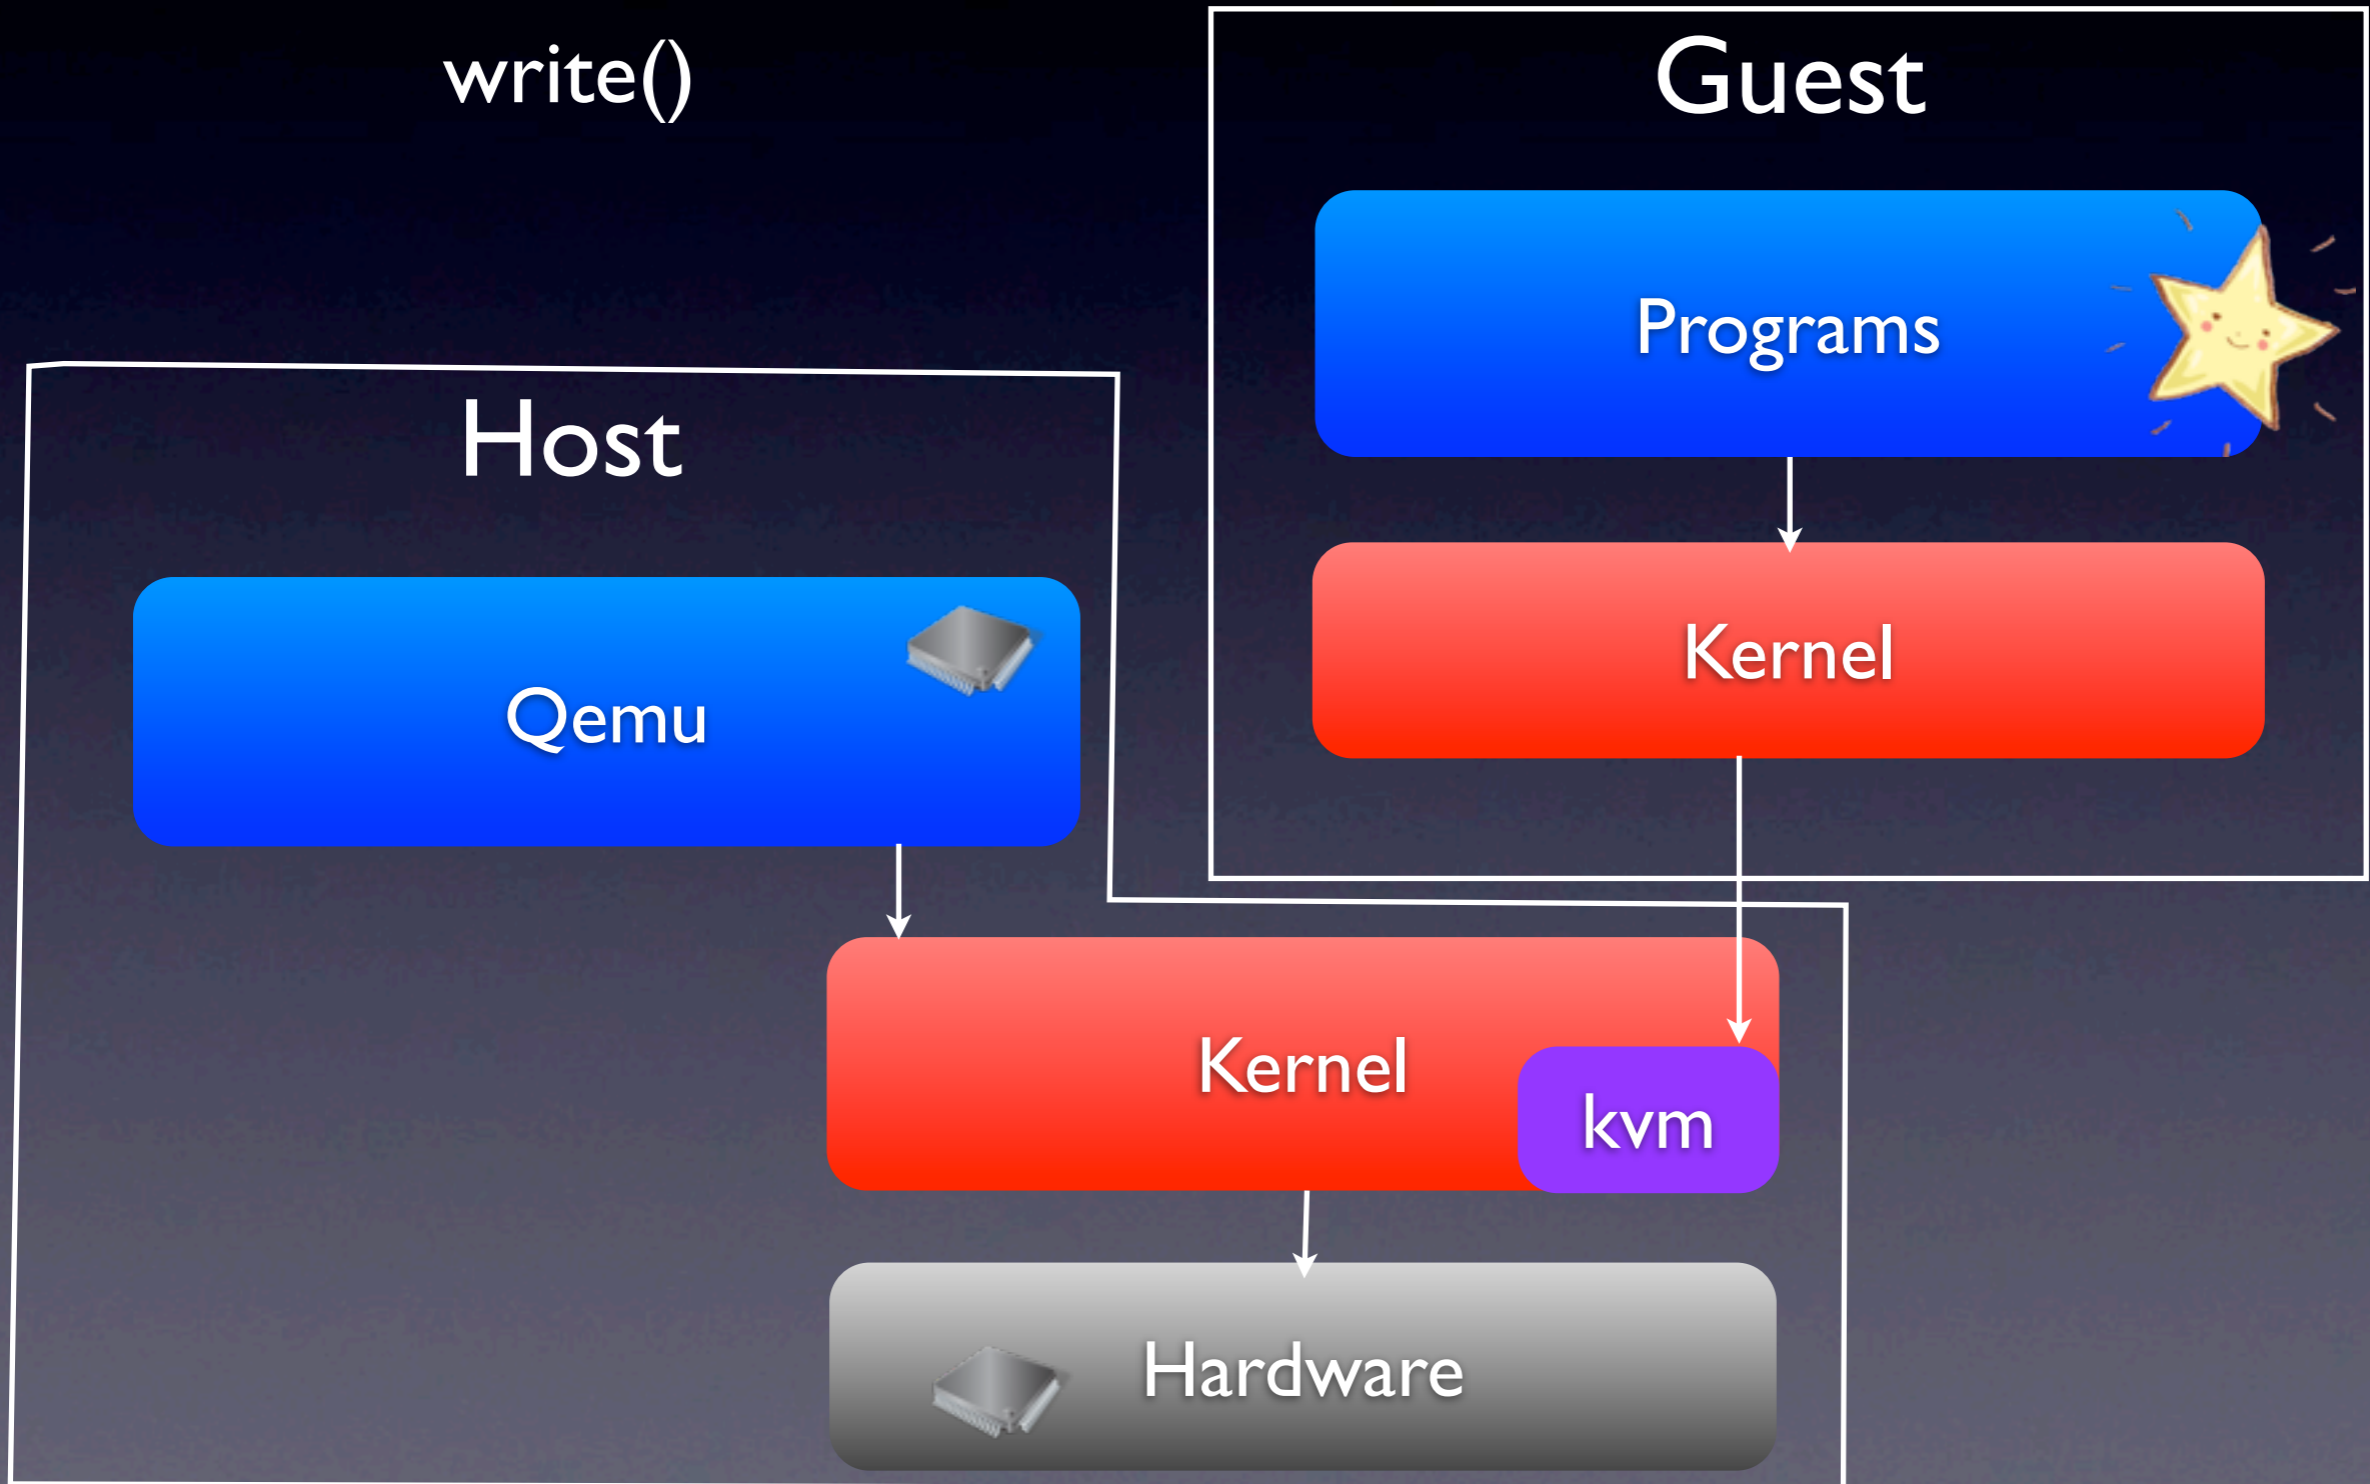 write()
Guest
Programs
Host
Kernel
Qemu
Kernel
kvm
Hardware